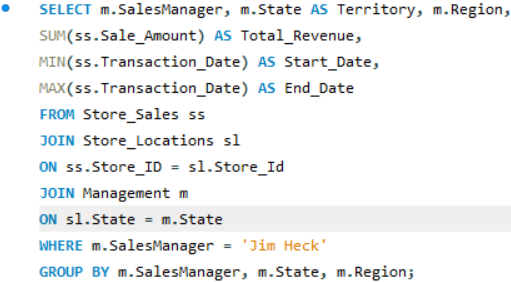 SELECT m.SalesManager, m.State AS Territory, m.Region,
SUM(ss.Sale_Amount) AS Total_Revenue,
MIN(ss.Transaction_Date) AS Start_Date,
MAX(ss.Transaction_Date) AS End_Date
FROM Store_Sales ss
JOIN Store_Locations sl
ON ss.Store_ID = sl.Store_Id
JOIN Management m
ON sl.State = m.State
WHERE m.SalesManager = 'Jim Heck'
GROUP BY m.SalesManager, m.State, m.Region;